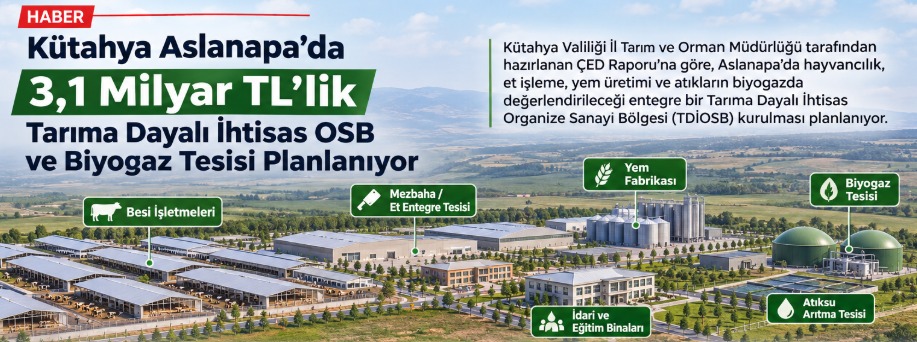 HABER
Kütahya Aslanapa’da
3,1 Milyar TL’lik
Tarıma Dayalı İhtisas OSB
ve Biyogaz Tesisi Planlanıyor
Kütahya Valiliği İl Tarım ve Orman Müdürlüğü tarafından
hazırlanan ÇED Raporu’na göre, Aslanapa’da hayvancılık,
et işleme, yem üretimi ve atıkların biyogazda
değerlendirileceği entegre bir Tarıma Dayalı İhtisas
Organize Sanayi Bölgesi (TDİOSB) kurulması planlanıyor.
Besi İşletmeleri
Mezbaha /
Et Entegre Tesisi
Yem
Fabrikası
Biyogaz
Tesisi
İdari ve
Eğitim Binaları
Atıksu
Arıtma Tesisi